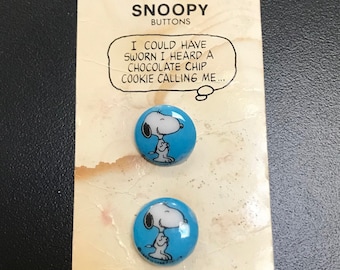 SNOOPY
BUTTONS
I COULD HAVE
SWORN I HEARD A
CHOCOLATE CHIP
COOKIE CALLING ME...